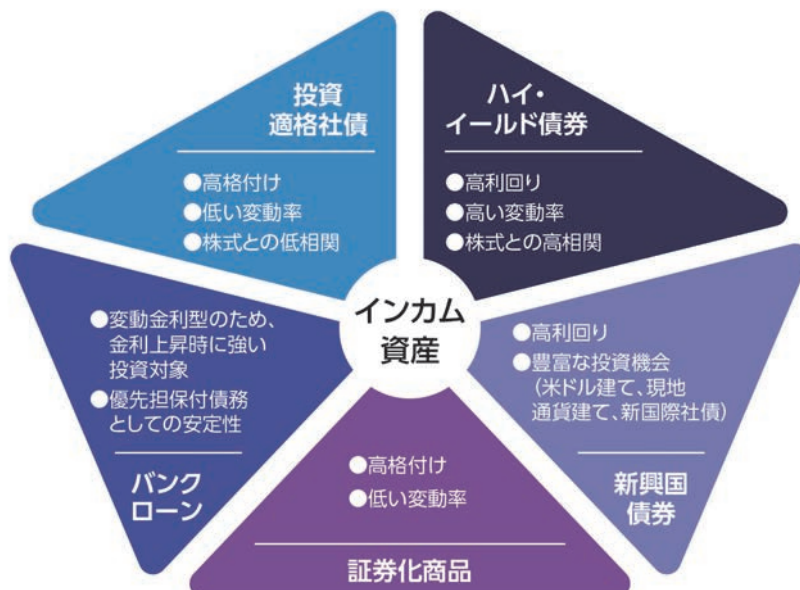 投資
適格社債
●高格付け
●低い変動率
●株式との低相関
ハイ・
イールド債券
●高利回り
●高い変動率
●株式との高相関
インカム
資産
●変動金利型のため、
金利上昇時に強い
投資対象
●優先担保付債務
としての安定性
バンク
ローン
●高格付け
●低い変動率
証券化商品
●高利回り
●豊富な投資機会
(米ドル建て、現地
通貨建て、新国際社債)
新興国
債券